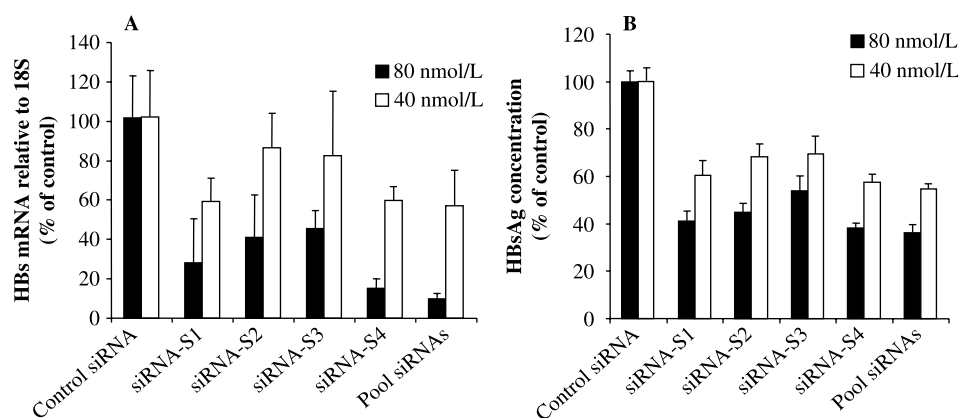 A
HBs mRNA relative to 18S
(% of control)
140
120
100
80
60
40
20
0
80 nmol/L
40 nmol/L
Control siRNA
siRNA-S1
siRNA-S2
siRNA-S3
siRNA-S4
Pool siRNAs
B
HBsAg concentration
(% of control)
120
100
80
60
40
20
0
80 nmol/L
40 nmol/L
Control siRNA
siRNA-S1
siRNA-S2
siRNA-S3
siRNA-S4
Pool siRNAs